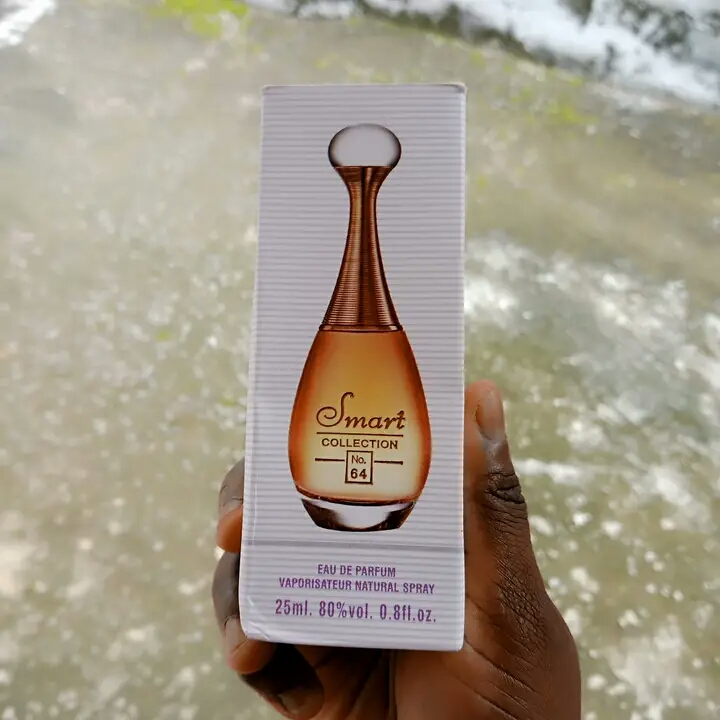 Smart
COLLECTION
No.
64
EAU DE PARFUM
VAPORISATEUR NATURAL SPRAY
25ml. 80%vol. 0.8fl.oz.